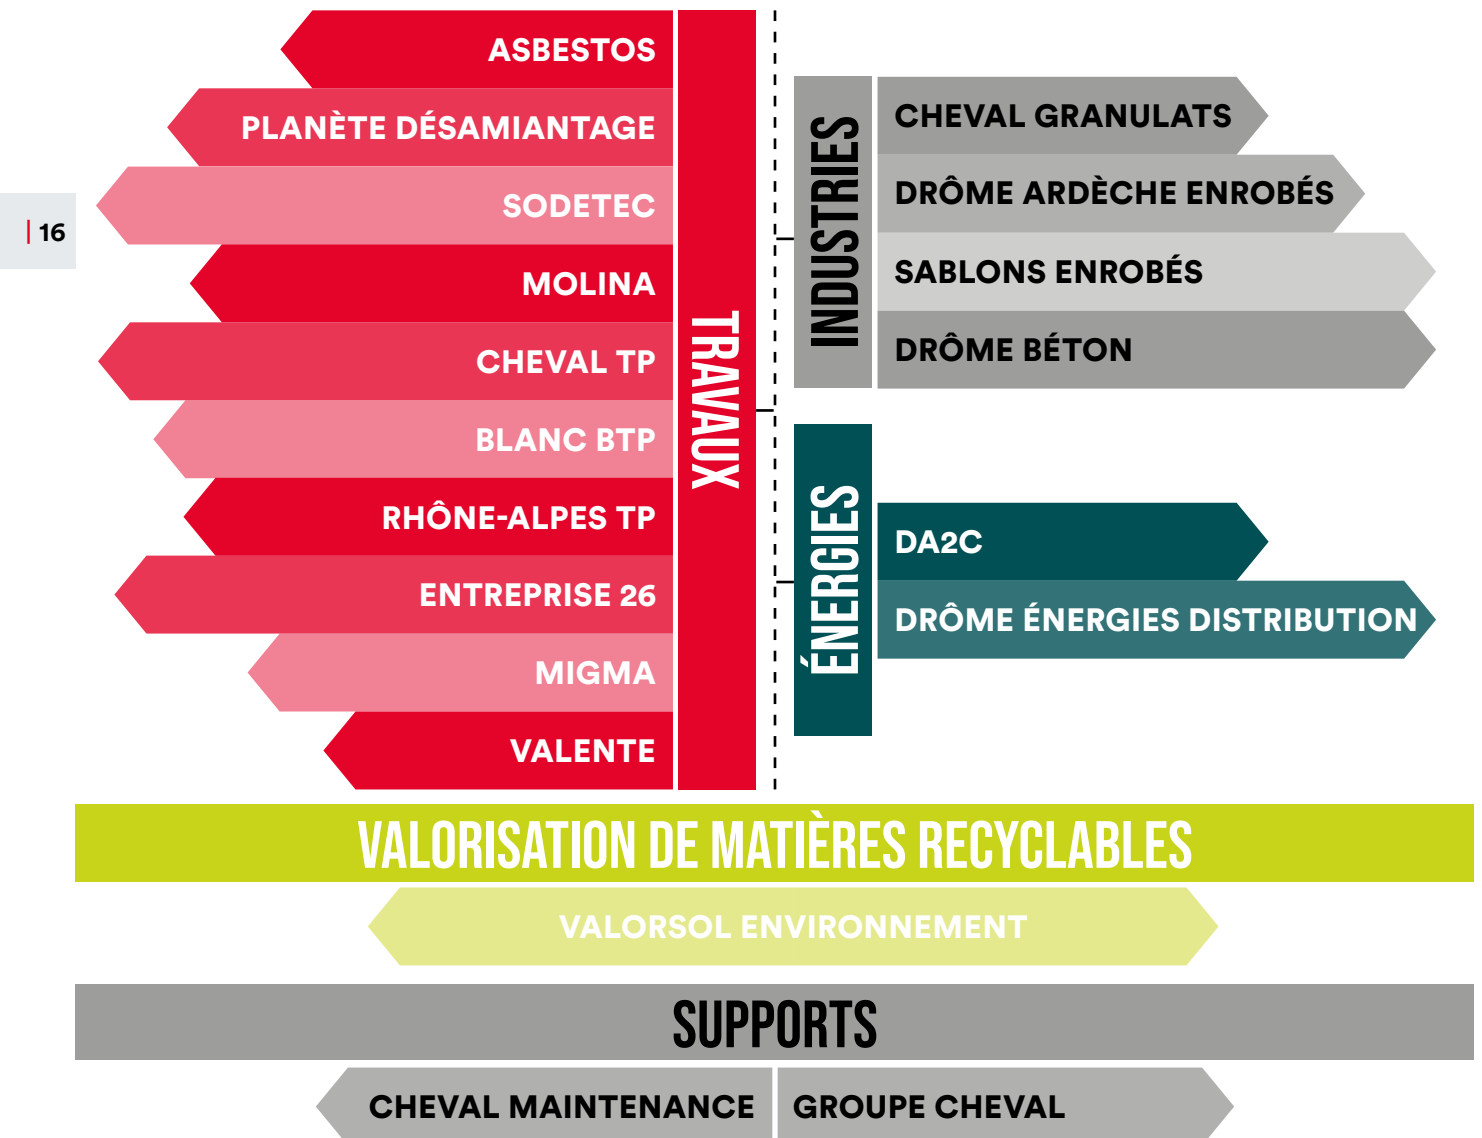 | 16
ASBESTOS
PLANÈTE DÉSAMIANTAGE
SODETEC
MOLINA
CHEVAL TP
BLANC BTP
RHÔNE-ALPES TP
ENTREPRISE 26
MIGMA
VALENTE
TRAVAUX
INDUSTRIES
CHEVAL GRANULATS
DRÔME ARDÈCHE ENROBÉS
SABLONS ENROBÉS
DRÔME BÉTON
ÉNERGIES
DA2C
DRÔME ÉNERGIES DISTRIBUTION
VALORISATION DE MATIÈRES RECYCLABLES
VALORSOL ENVIRONNEMENT
SUPPORTS
CHEVAL MAINTENANCE
GROUPE CHEVAL